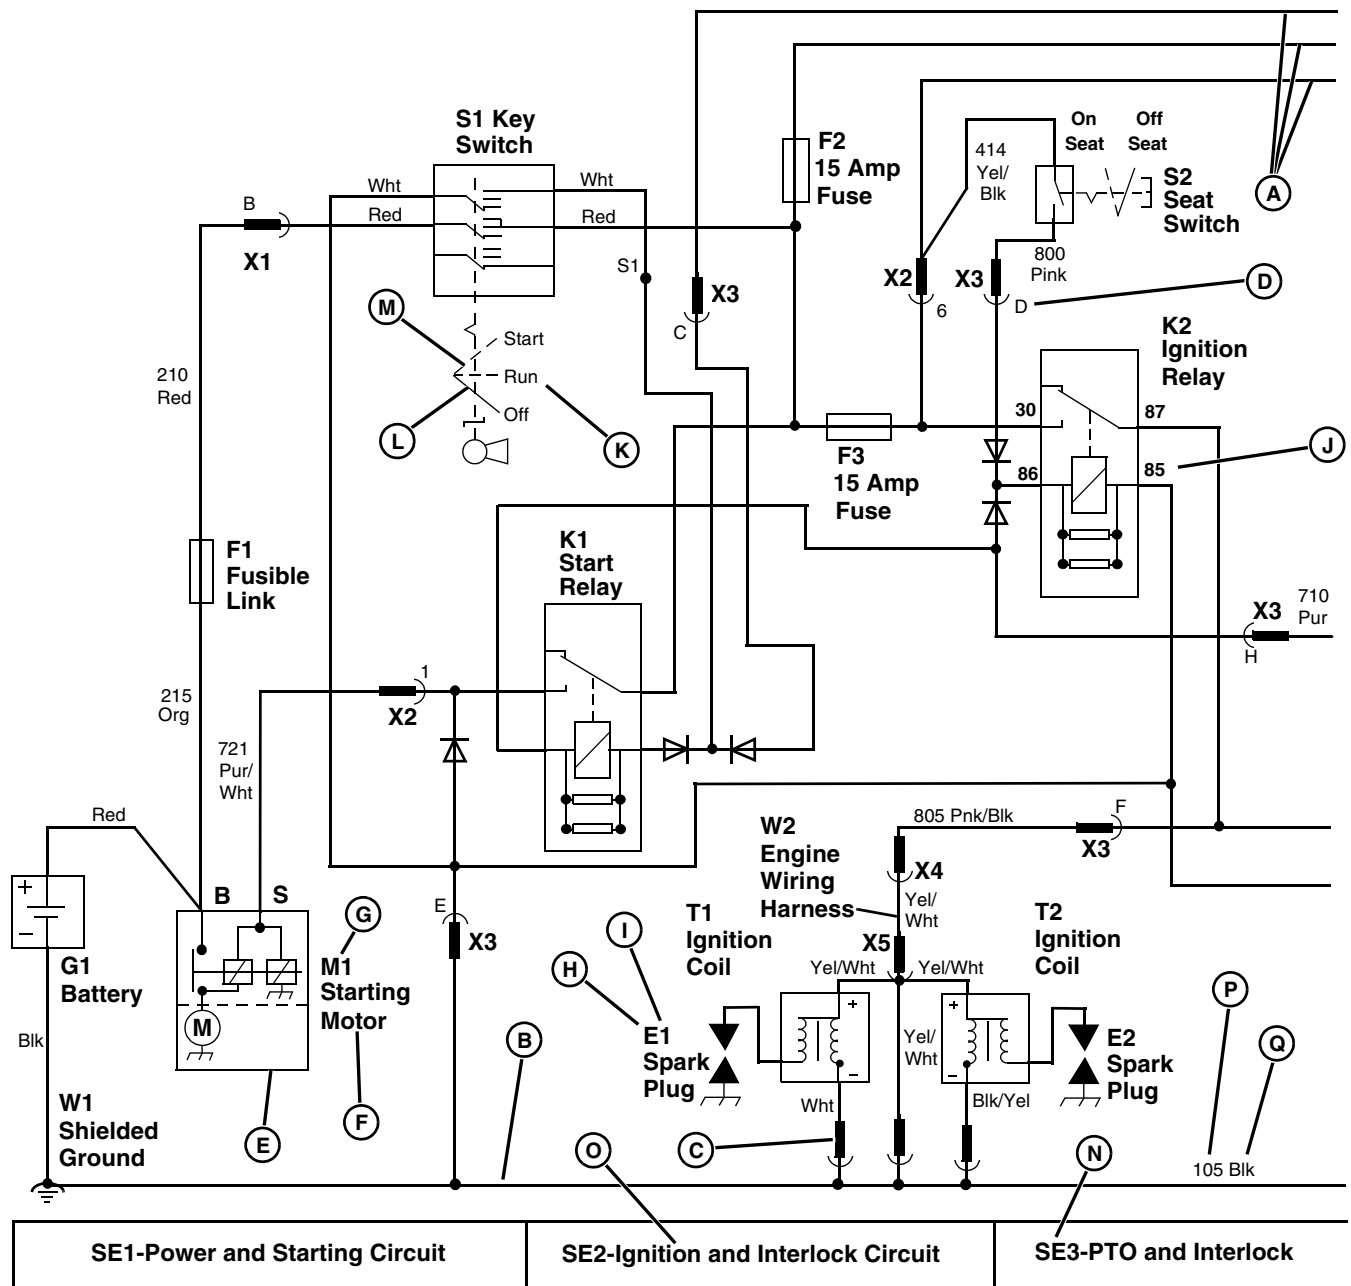 A
S1 Key
Switch
F2
15 Amp
Fuse
On
Seat
Off
Seat
414
Yel/
Blk
S2
Seat
Switch
Wht
Red
Wht
Red
B
X1
S1
X3
C
X2
6
X3
D
800
Pink
D
M
Start
Run
Off
L
K
210
Red
K2
Ignition
Relay
30
87
86
85
J
F3
15 Amp
Fuse
F1
Fusible
Link
K1
Start
Relay
X3
H
710
Pur
215
Org
721
Pur/
Wht
1
X2
Red
B
S
+
−
G1
Battery
Blk
M
M1
Starting
Motor
G
E
F
E
X3
W1
Shielded
Ground
805 Pnk/Blk
F
X3
W2
Engine
Wiring
Harness
X4
Yel/
Wht
X5
Yel/Wht
Yel/Wht
T1
Ignition
Coil
T2
Ignition
Coil
I
H
E1
Spark
Plug
+
−
Yel/
Wht
+
−
E2
Spark
Plug
Wht
Blk/Yel
B
O
C
N
P
Q
105 Blk
SE1-Power and Starting Circuit
SE2-Ignition and Interlock Circuit
SE3-PTO and Interlock